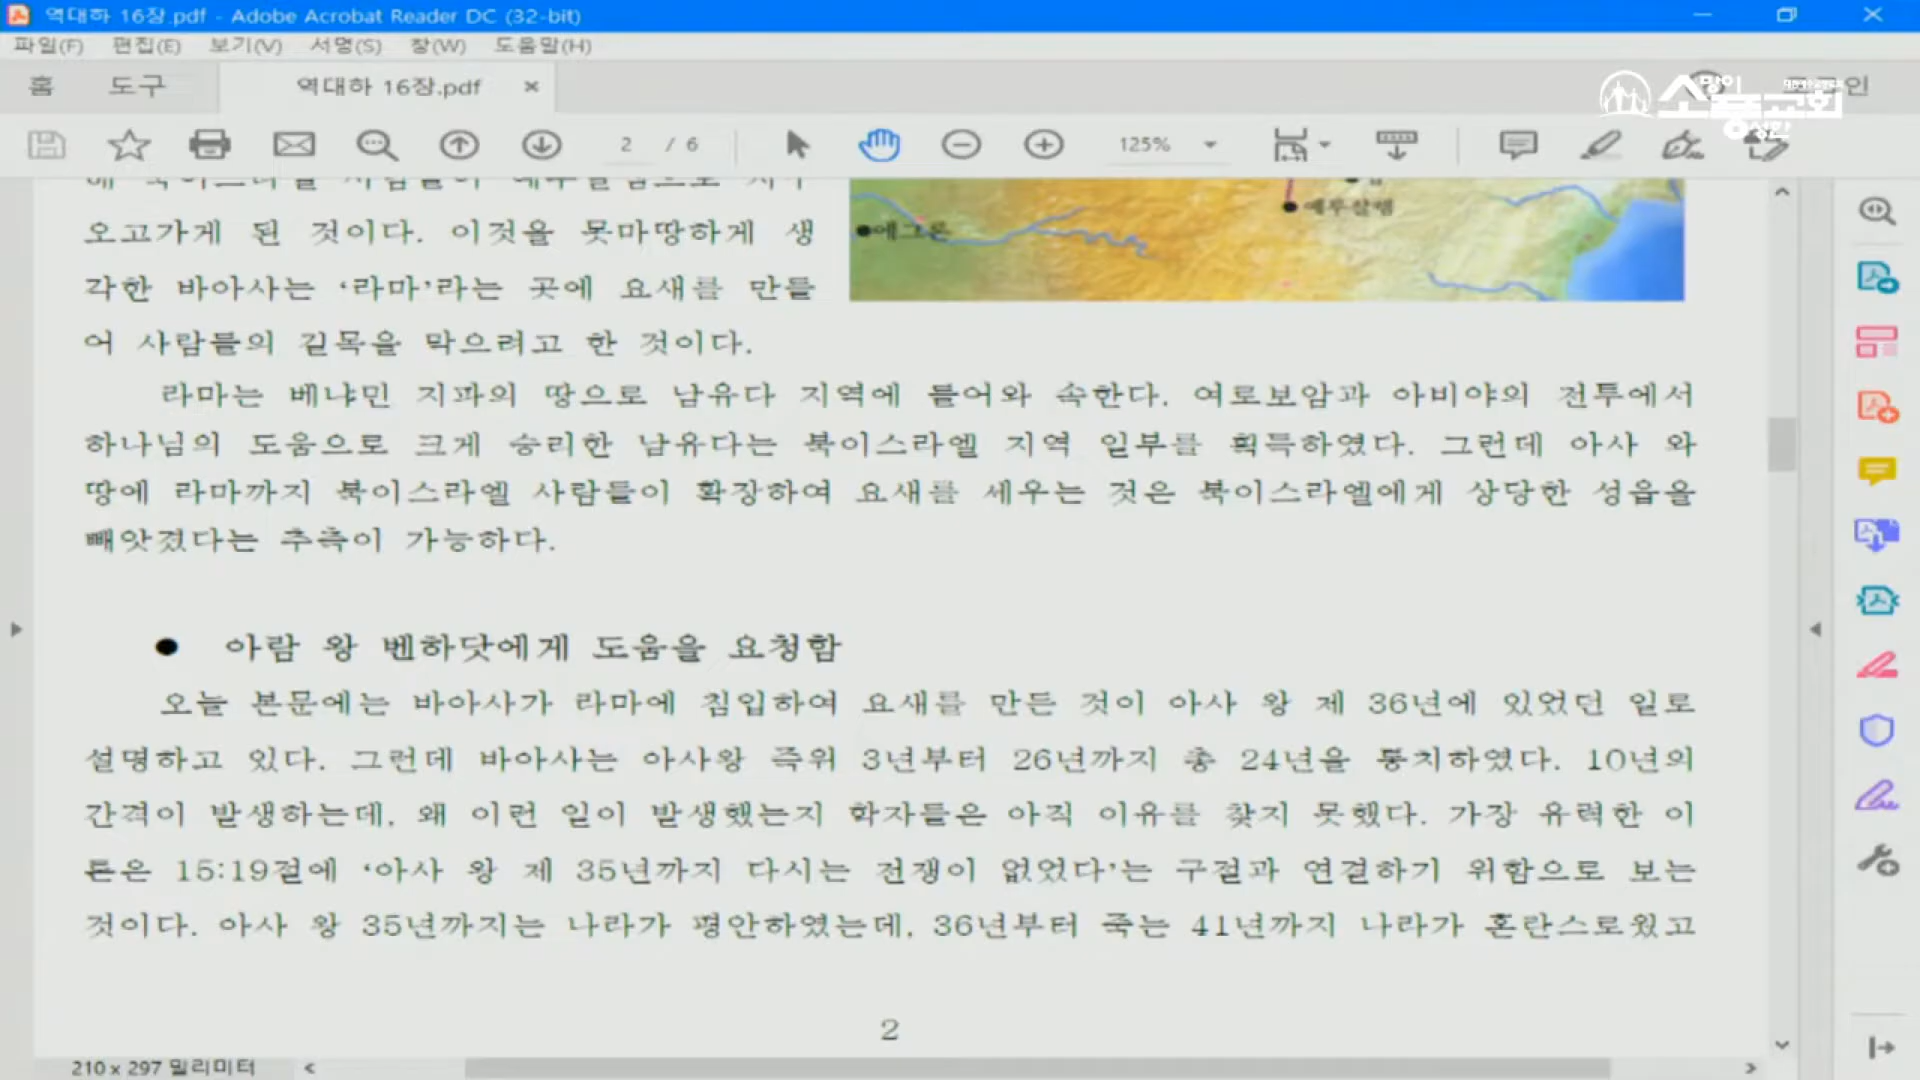 역대하 16장.pdf - Adobe Acrobat Reader DC (32-bit)
파일(F) 편집(E) 보기(V) 서명(S) 창(W) 도움말(H)
홈 도구 역대하 16장.pdf
소망이 풍성한교회
2 / 6 125%
오고가게 된 것이다. 이것을 못마땅하게 생
각한 바아사는 ‘라마’라는 곳에 요새를 만들
어 사람들의 길목을 막으려고 한 것이다.
예루살렘
에그론
라마는 베냐민 지파의 땅으로 남유다 지역에 들어와 속한다. 여로보암과 아비야의 전투에서
하나님의 도움으로 크게 승리한 남유다는 북이스라엘 지역 일부를 획득하였다. 그런데 아사 와
땅에 라마까지 북이스라엘 사람들이 확장하여 요새를 세우는 것은 북이스라엘에게 상당한 성읍을
빼앗겼다는 추측이 가능하다.
● 아람 왕 벤하닷에게 도움을 요청함
오늘 본문에는 바아사가 라마에 침입하여 요새를 만든 것이 아사 왕 제 36년에 있었던 일로
설명하고 있다. 그런데 바아사는 아사왕 즉위 3년부터 26년까지 총 24년을 통치하였다. 10년의
간격이 발생하는데, 왜 이런 일이 발생했는지 학자들은 아직 이유를 찾지 못했다. 가장 유력한 이
튼은 15:19절에 ‘아사 왕 제 35년까지 다시는 전쟁이 없었다’는 구절과 연결하기 위함으로 보는
것이다. 아사 왕 35년까지는 나라가 평안하였는데, 36년부터 죽는 41년까지 나라가 혼란스로웠고
2
210 x 297 밀리미터